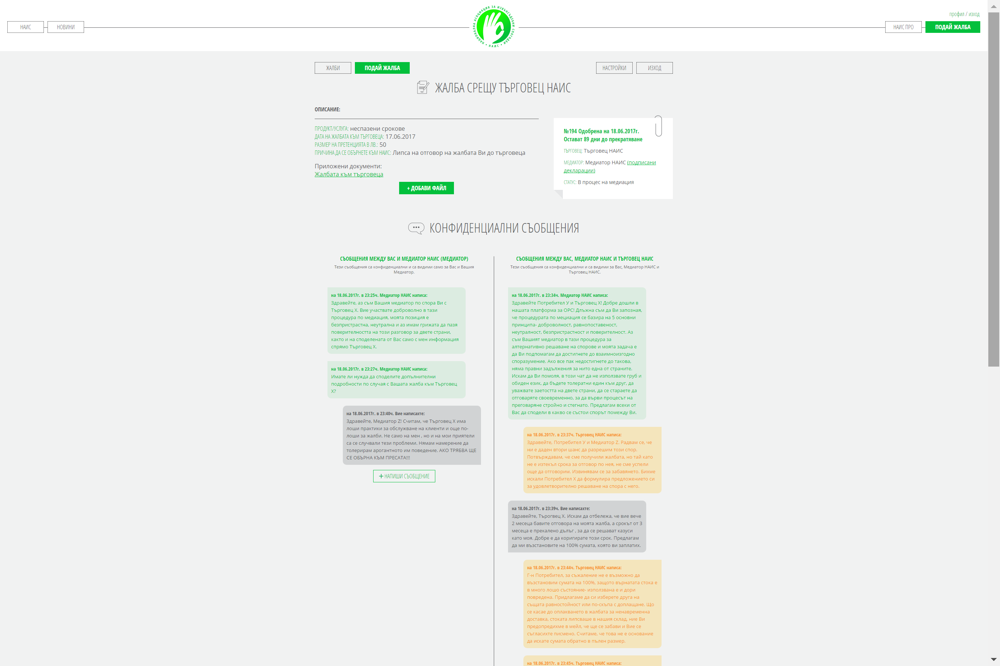 НАЦИОНАЛНА АСОЦИАЦИЯ ЗА ИЗВЪНСЪДЕБНИ СПОГОДБИ • НАИС •
профил / изход
НАИС
НОВИНИ
НАИС ПРО
ПОДАЙ ЖАЛБА
ЖАЛБИ
ПОДАЙ ЖАЛБА
НАСТРОЙКИ
ИЗХОД
ЖАЛБА СРЕЩУ ТЪРГОВЕЦ НАИС
ОПИСАНИЕ:
ПРОДУКТ/УСЛУГА: неспазени срокове
ДАТА НА ЖАЛБАТА КЪМ ТЪРГОВЕЦА: 17.06.2017
РАЗМЕР НА ПРЕТЕНЦИЯТА В ЛВ.: 50
ПРИЧИНА ДА СЕ ОБЪРНЕТЕ КЪМ НАИС: Липса на отговор на жалбата Ви до търговеца
Приложени документи:
Жалбата към търговеца
+ ДОБАВИ ФАЙЛ
№194 Одобрена на 18.06.2017г.
Остават 89 дни до прекратяване
ТЪРГОВЕЦ: Търговец НАИС
МЕДИАТОР: Медиатор НАИС (подписани
декларации)
СТАТУС: В процес на медиация
КОНФИДЕНЦИАЛНИ СЪОБЩЕНИЯ
СЪОБЩЕНИЯ МЕЖДУ ВАС И МЕДИАТОР НАИС (МЕДИАТОР)
Тези съобщения са конфиденциални и са видими само за Вас и Вашия
Медиатор.
на 18.06.2017г. в 23:25ч. Медиатор НАИС написа:
Здравейте, аз съм Вашия медиатор по спора Ви с
Търговец Х. Вие участвате доброволно в тази
процедура по медиация, моята позиция е
безпристрастна, неутрална и аз имам грижата да пазя
поверителността на този разговор за двете страни,
както и на споделената от Вас само с мен информация
спрямо Търговец Х.
на 18.06.2017г. в 23:27ч. Медиатор НАИС написа:
Имате ли нужда да споделите допълнителни
подробности по случая с Вашата жалба към Търговец
Х?
на 18.06.2017г. в 23:40ч. Вие написахте:
Здравейте, Медиатор Z! Считам, че Търговец Х има
лоши практики за обслужване на клиенти и още по-
лоши за жалби. Не само на мен , но и на мои приятели
са се случвали тези проблеми. Нямам намерение да
толерирам арогантното им поведение. АКО ТРЯБВА ЩЕ
СЕ ОБЪРНА КЪМ ПРЕСАТА!!!
+ НАПИШИ СЪОБЩЕНИЕ
СЪОБЩЕНИЯ МЕЖДУ ВАС, МЕДИАТОР НАИС И ТЪРГОВЕЦ НАИС
Тези съобщения са конфиденциални и са видими за Вас, Медиатор НАИС и
Търговец НАИС.
на 18.06.2017г. в 23:34ч. Медиатор НАИС написа:
Здравейте Потребител У и Търговец Х! Добре дошли в
нашата платформа за ОРС! Длъжна съм да Ви запозная,
че процедурата по мециация се базира на 5 основни
принципа- доброволност, равнопоставеност,
неутралност, безпристрастност и поверителност. Аз
съм Вашият медиатор в тази процедура за
алтернативно решаване на спорове и моята задача е
да Ви подпомагам да достигнете до взаимноизгодно
споразумение. Ако все пак недостигнете до такова,
няма правни задължения за нито една от страните.
Искам да Ви помоля, в този чат да не използвате груб и
обиден език, да бъдете толератни един към друг, да
уважвате заетостта на двете страни, да се стараете да
отговаряте своевременно, за да върви процесът на
преговаряне стройно и стегнато. Предлагам всеки от
Вас да сподели в какво се състои спорът помежду Ви.
на 18.06.2017г. в 23:37ч. Търговец НАИС написа:
Здравейте, Потребител У и Медиатор Z. Радвам се, че
ни е даден втори шанс да разрешим този спор.
Потвърждавам, че сме получили жалбата, но тай като
не е изтекъл срока за отговор по нея, не сме успели
още да отговорим. Извинявам се за забавянето. Бихме
искали Потребител Х да формулира предложението си
за удовлетворително решаване на спора с него.
на 18.06.2017г. в 23:39ч. Вие написахте:
Здравейте, Търогвец Х. Искам да отбележа, че вие вече
2 месеца бавите отговора на моята жалба, а срокът от 3
месеца е прекалено дълъг , за да се решават казуси
като моя. Добре е да коригирате този срок. Предлагам
да ми възстановите на 100% сумата, която ви заплатих.
на 18.06.2017г. в 23:44ч. Търговец НАИС написа:
Г-н Потребител, за съжаление не е възможно да
възстановим сумата на 100%, защото върнатата стока е
в много лошо състояние- използвана е и дори
повредена. Придлагаме да си изберете друга на
същата равностойност или по-скъпа с доплащане. Що
се касае до оплакването в жалбата за ненавременна
доставка, стоката липсваше в нашия склад, ние Ви
предопредихме в мейл, че ще се забави и Вие се
съгласихте писмено. Считаме, че това не е основание
да искате сумата обратно в пълен размер.
на 18.06.2017г. в 23:45ч. Търговец НАИС написа: